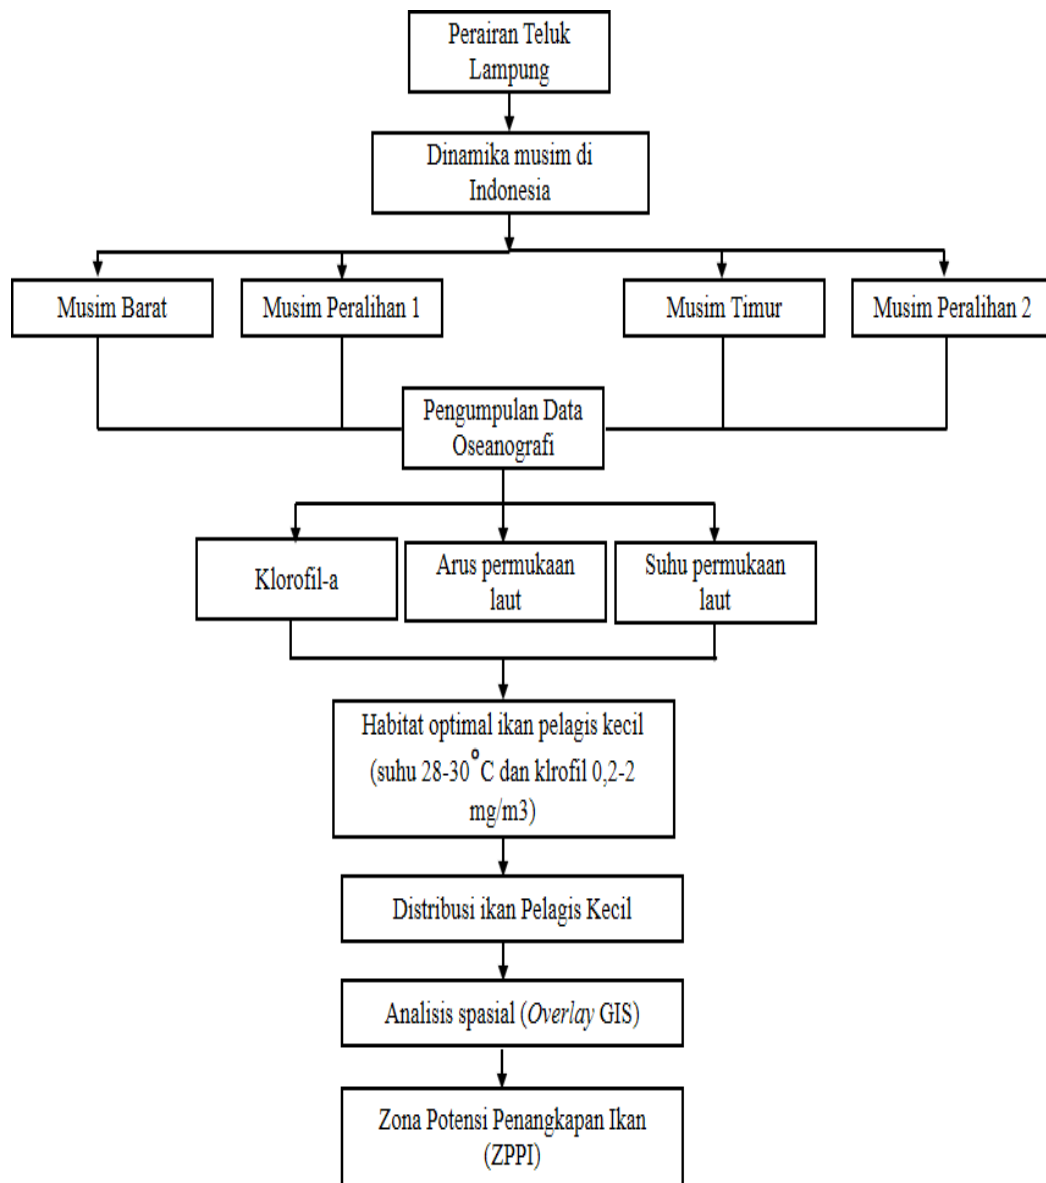 Perairan Teluk
Lampung
Dinamika musim di
Indonesia
Musim Barat
Musim Peralihan 1
Musim Timur
Musim Peralihan 2
Pengumpulan Data
Oseanografi
Klorofil-a
Arus permukaan
laut
Suhu permukaan
laut
Habitat optimal ikan pelagis kecil
(suhu 28-30°C dan klrofil 0,2-2
mg/m3)
Distribusi ikan Pelagis Kecil
Analisis spasial (Overlay GIS)
Zona Potensi Penangkapan Ikan
(ZPPI)